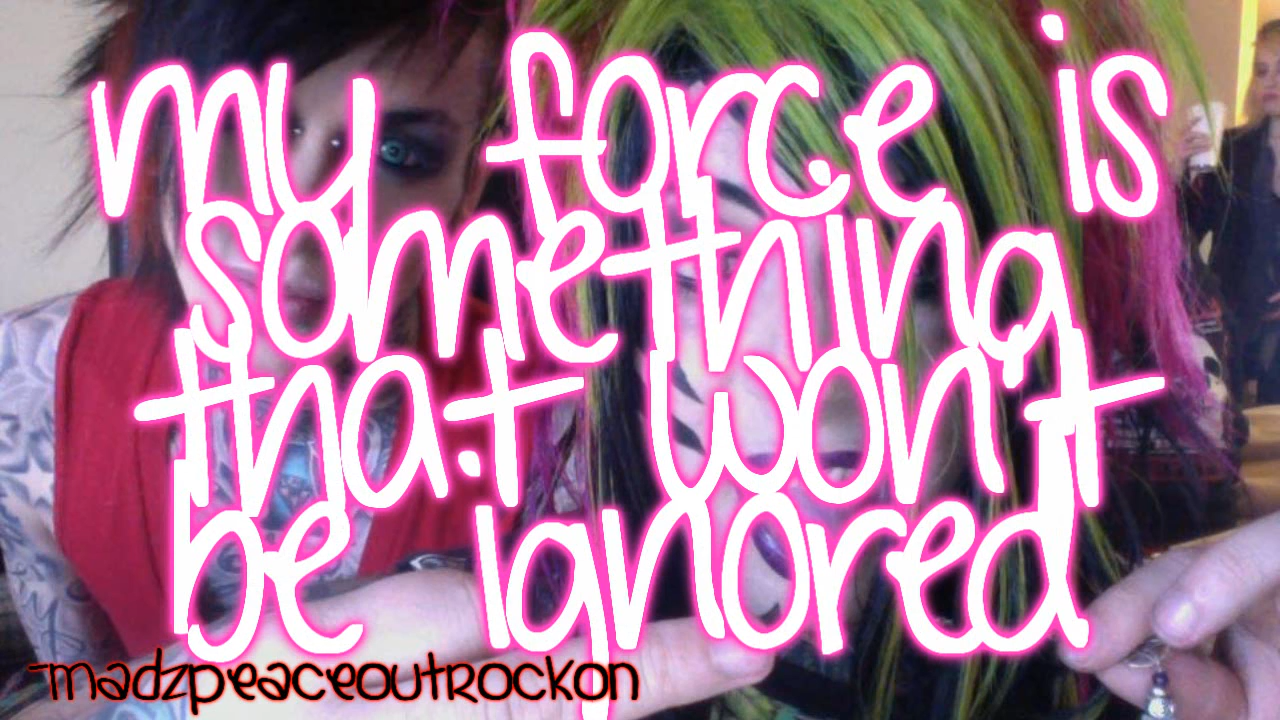 my force is
something
that won't
be ignored
-madzpeaceoutrockon